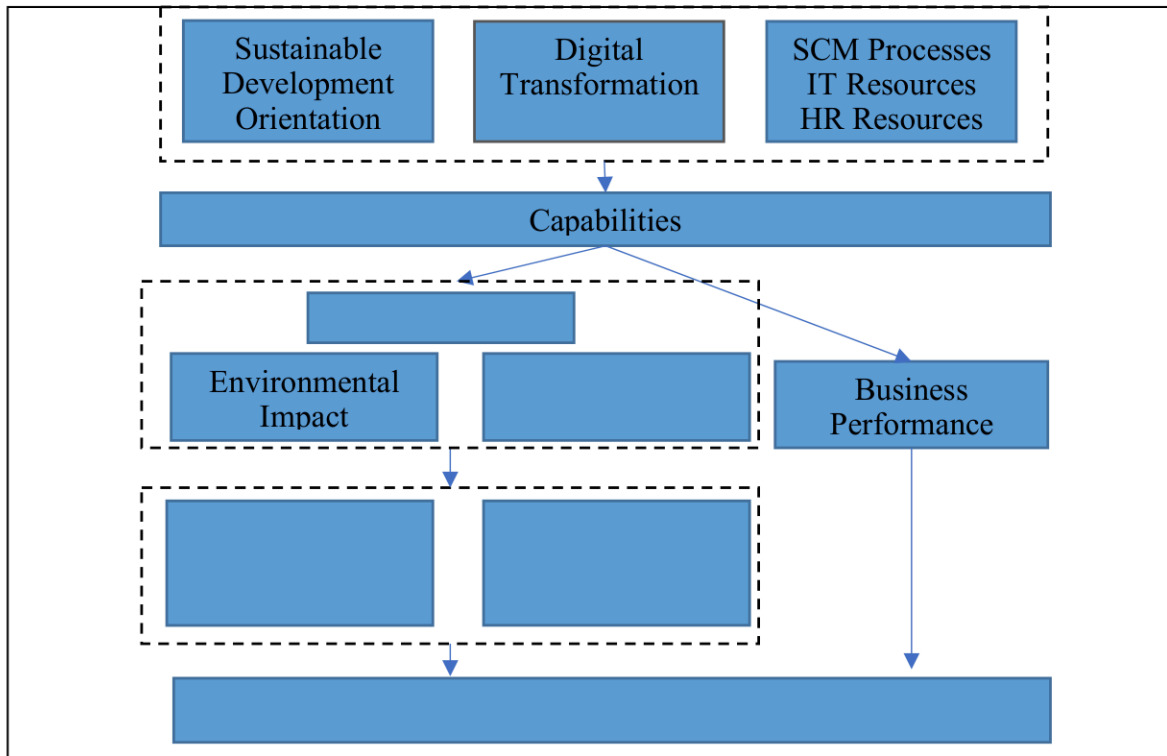 Sustainable
Development
Orientation
Digital
Transformation
SCM Processes
IT Resources
HR Resources
Capabilities
Environmental
Impact
Business
Performance